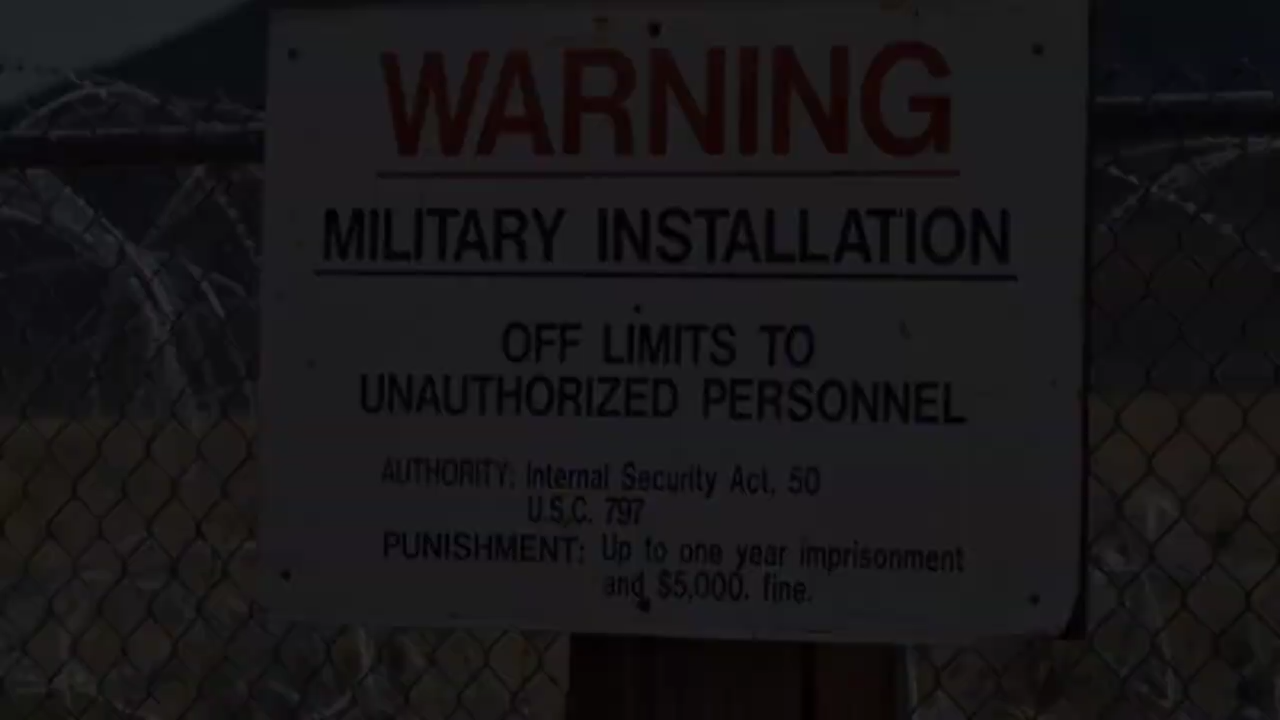 WARNING
MILITARY INSTALLATION
OFF LIMITS TO
UNAUTHORIZED PERSONNEL
AUTHORITY: Internal Security Act, 50
U.S.C. 797
PUNISHMENT: Up to one year imprisonment
and $5,000. fine.